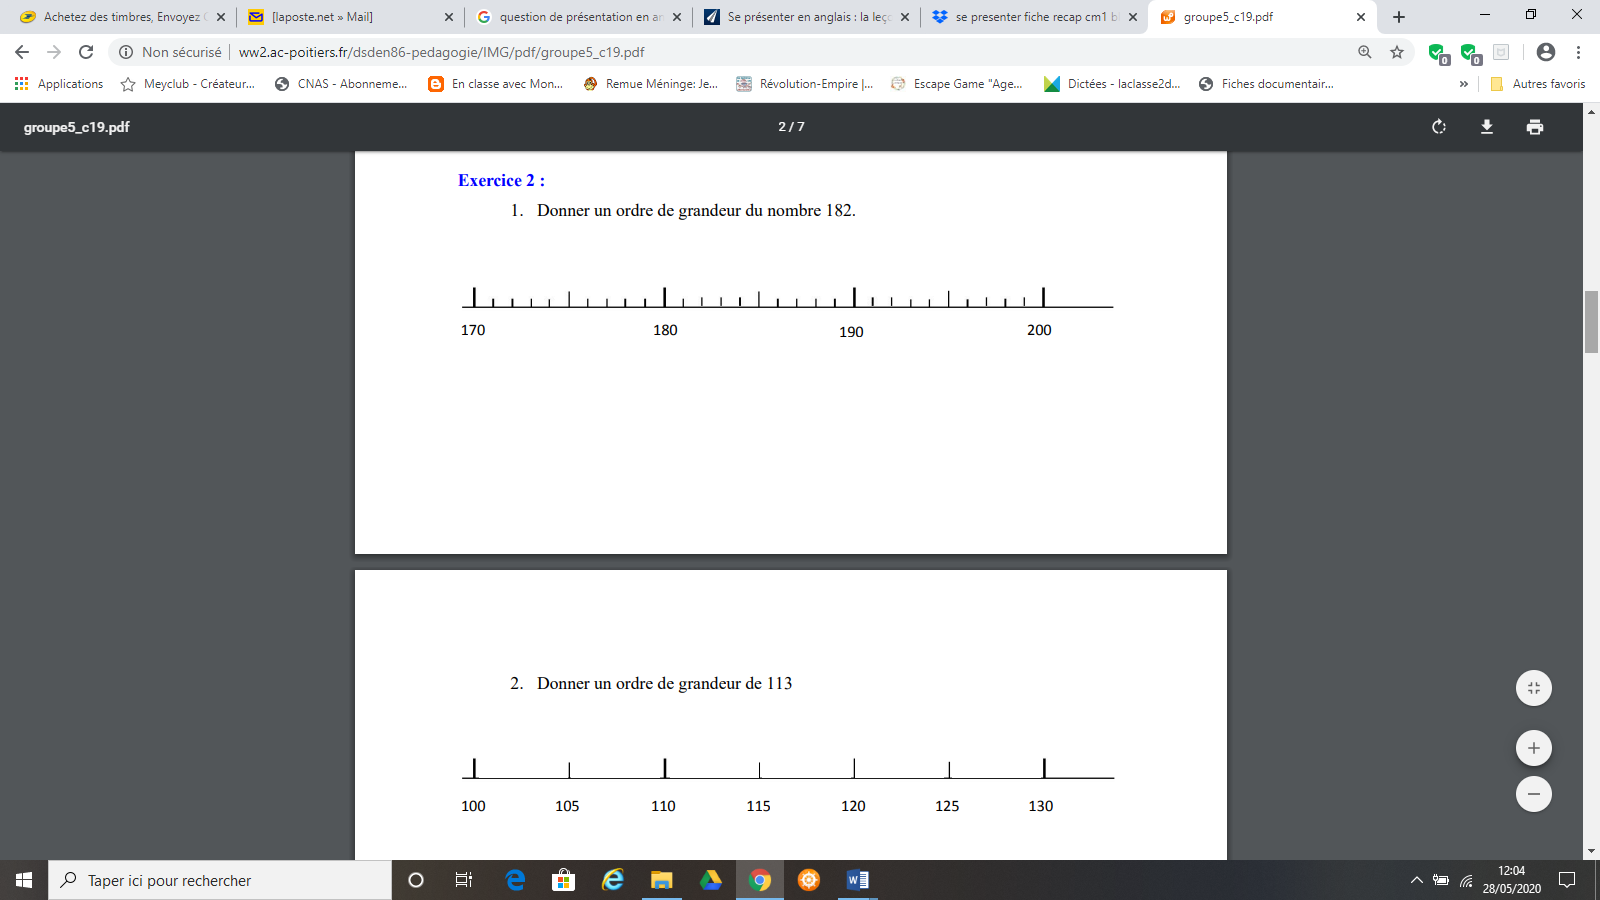 Achetez des timbres, Envoyez
[laposte.net » Mail]
question de présentation en an
Se présenter en anglais : la leço
se presenter fiche recap cm1 b
groupe5_c19.pdf
Non sécurisé
ww2.ac-poitiers.fr/dsden86-pedagogie/IMG/pdf/groupe5_c19.pdf
0
0
Applications
Meyclub - Créateur...
CNAS - Abonneme...
En classe avec Mon...
Remue Méninge: Je...
Révolution-Empire |...
Escape Game "Age...
Dictées - laclasse2d...
Fiches documentair...
»
Autres favoris
groupe5_c19.pdf
2 / 7
Exercice 2 :
1. Donner un ordre de grandeur du nombre 182.
170 180 190 200
2. Donner un ordre de grandeur de 113
100 105 110 115 120 125 130
Taper ici pour rechercher
12:04
28/05/2020